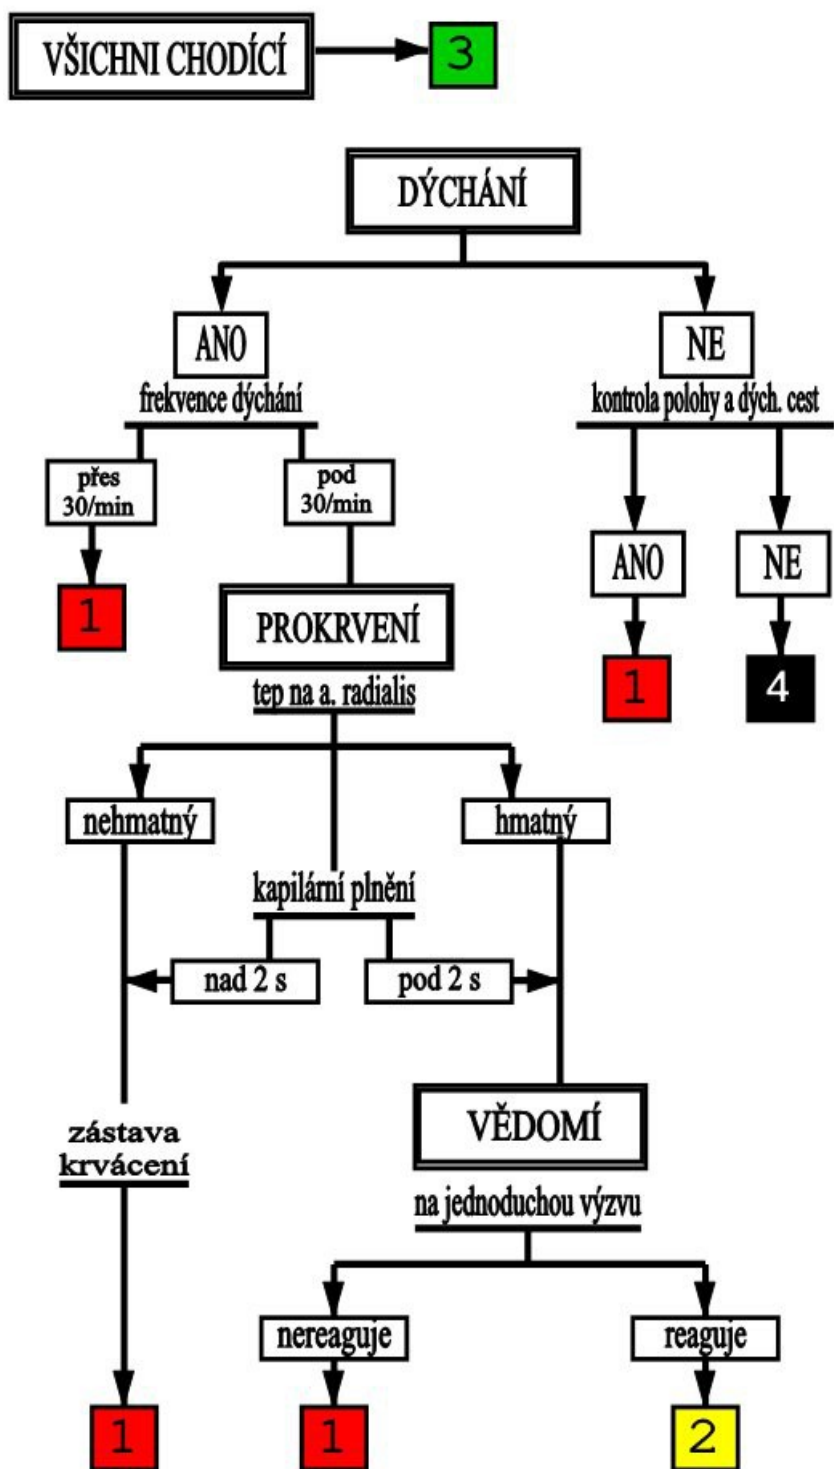 VŠICHNI CHODÍCÍ
3
DÝCHÁNÍ
ANO
NE
frekvence dýchání
kontrola polohy a dých. cest
přes
30/min
pod
30/min
ANO
NE
1
PROKRVENÍ
1
4
tep na a. radialis
nehmatný
hmatný
kapilární plnění
nad 2 s
pod 2 s
VĚDOMÍ
zástava
krvácení
na jednoduchou výzvu
nereaguje
reaguje
1
1
2